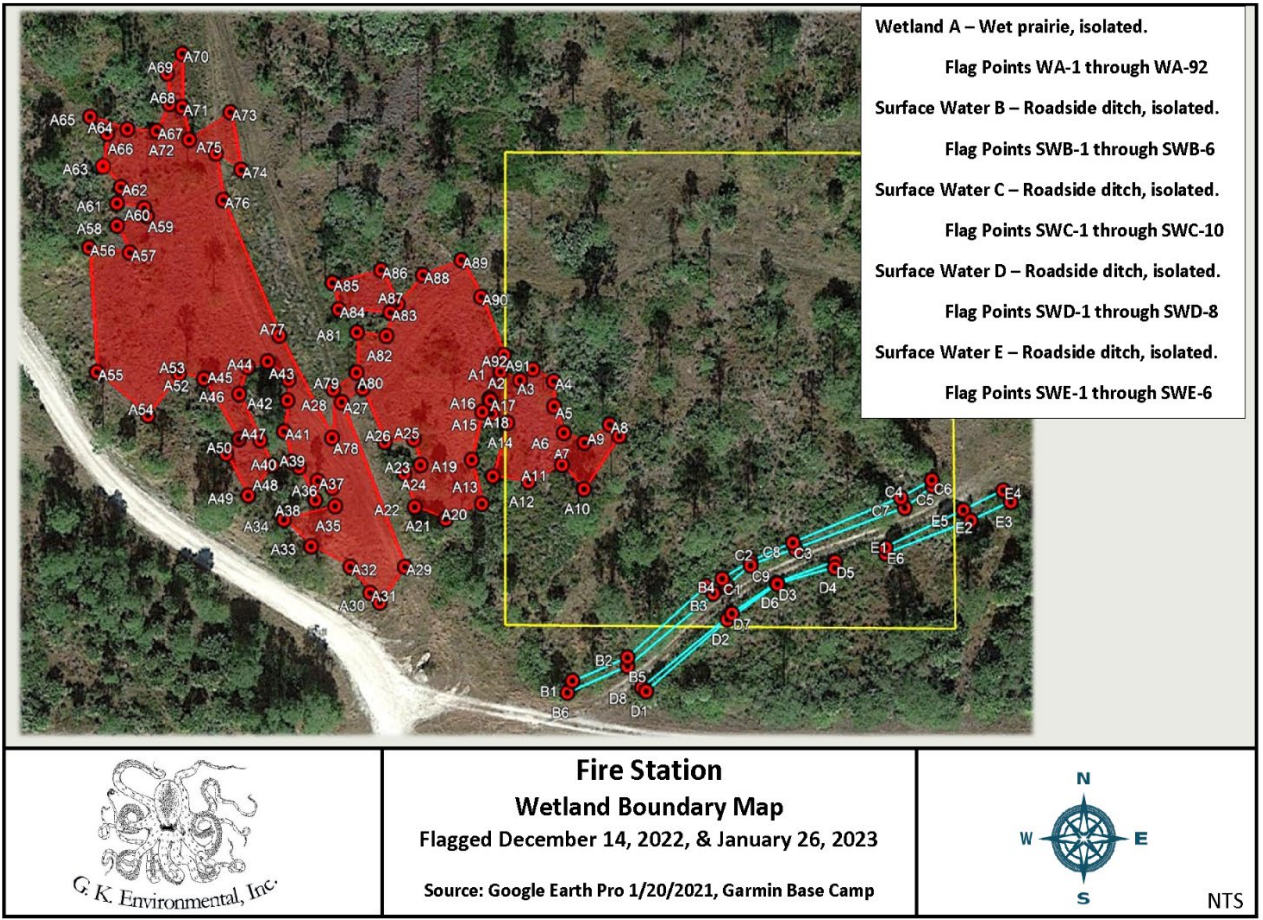 Wetland A – Wet prairie, isolated.
Flag Points WA-1 through WA-92
Surface Water B – Roadside ditch, isolated.
Flag Points SWB-1 through SWB-6
Surface Water C – Roadside ditch, isolated.
Flag Points SWC-1 through SWC-10
Surface Water D – Roadside ditch, isolated.
Flag Points SWD-1 through SWD-8
Surface Water E – Roadside ditch, isolated.
Flag Points SWE-1 through SWE-6
A70
A69
A68
A71
A73
A65
A64
A67
A66
A72
A75
A63
A74
A62
A76
A61
A60
A59
A58
A56
A57
A89
A86
A85
A88
A90
A87
A84
A83
A81
A77
A82
A92
A91
A44
A53
A55
A43
A79
A80
A1
A2
A3
A4
A52
A45
A46
A42
A28
A27
A16
A17
A5
A54
A15
A18
A8
A41
A78
A26
A25
A14
A6
A9
A47
A50
A40
A39
A23
A19
A7
A24
A11
A49
A48
A36
A37
A13
A12
A10
A38
A35
A22
A21
A20
A34
A33
A32
A29
A30
A31
C4
C6
C5
C7
E4
E5
E2
E3
C2
C8
C3
E1
E6
B4
C1
C9
D5
D4
B3
D3
D6
D7
D2
B2
B5
B1
D8
B6
D1
Fire Station
Wetland Boundary Map
Flagged December 14, 2022, & January 26, 2023
Source: Google Earth Pro 1/20/2021, Garmin Base Camp
G. K. Environmental, Inc.
N
W
E
S
NTS